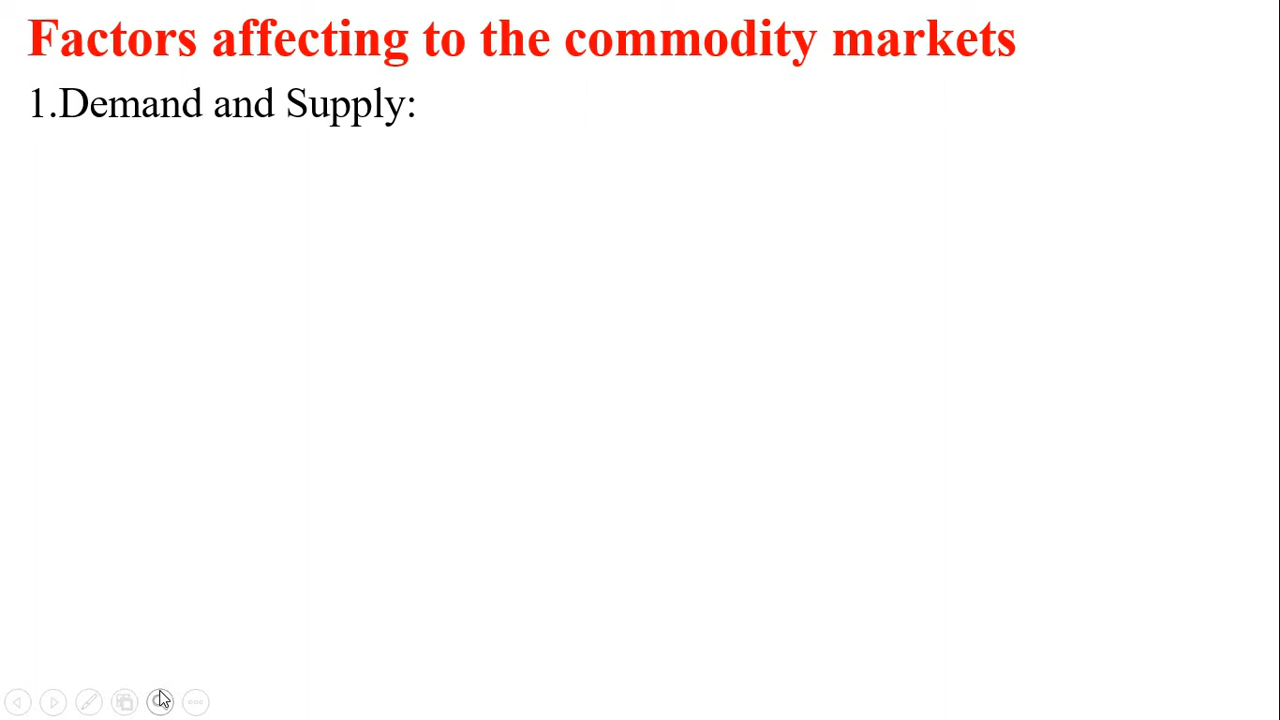 Factors affecting to the commodity markets
1.Demand and Supply: